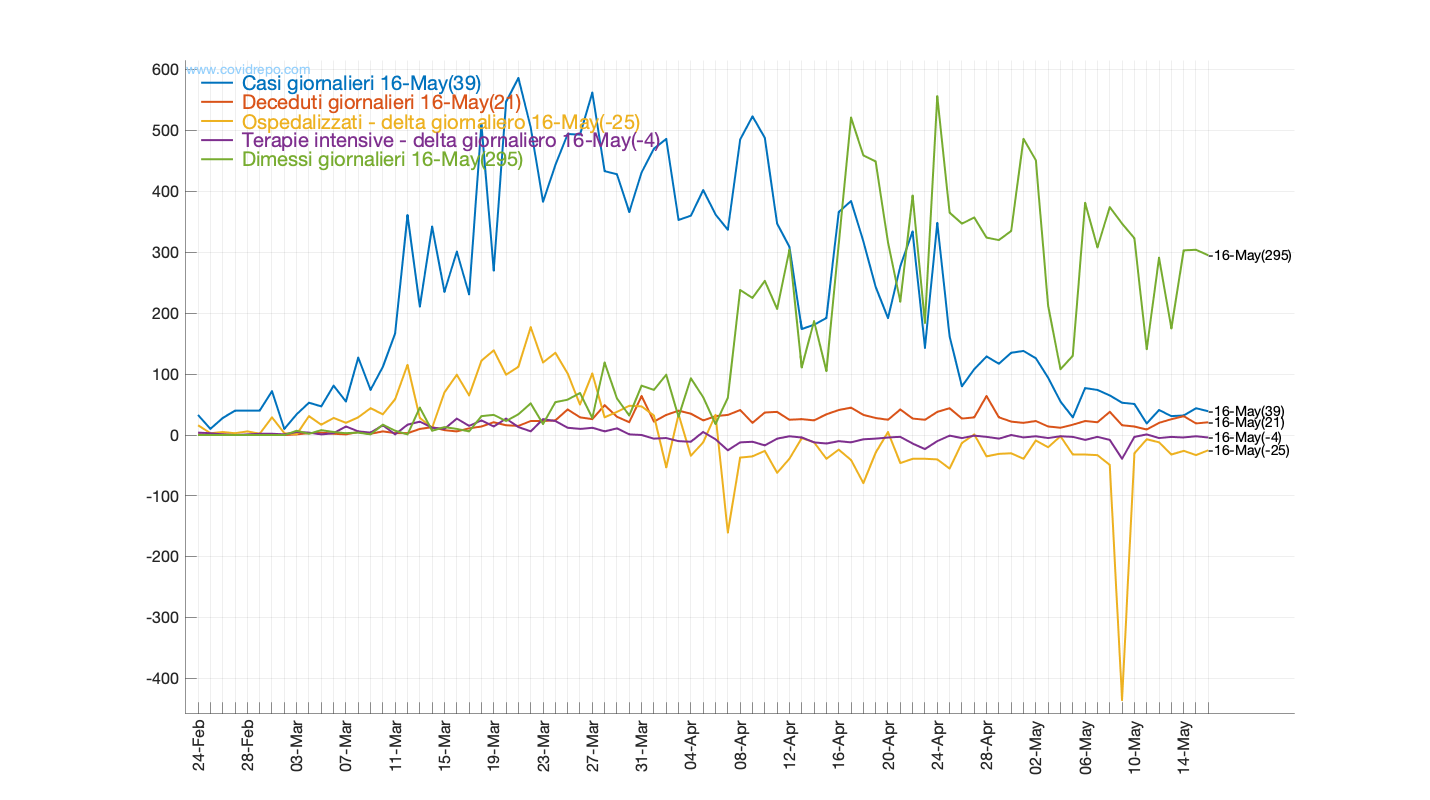 www.covidrepo.com
600
Casi giornalieri 16-May(39)
Deceduti giornalieri 16-May(21)
Ospedalizzati - delta giornaliero 16-May(-25)
Terapie intensive - delta giornaliero 16-May(-4)
Dimessi giornalieri 16-May(295)
500
400
300
200
100
0
-100
-200
-300
-400
16-May(295)
16-May(39)
16-May(21)
16-May(-4)
16-May(-25)
24-Feb
28-Feb
03-Mar
07-Mar
11-Mar
15-Mar
19-Mar
23-Mar
27-Mar
31-Mar
04-Apr
08-Apr
12-Apr
16-Apr
20-Apr
24-Apr
28-Apr
02-May
06-May
10-May
14-May